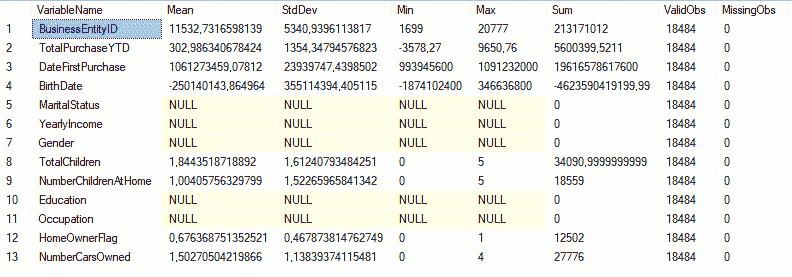 VariableName Mean StdDev Min Max Sum ValidObs MissingObs
1 BusinessEntityID 11532,7316598139 5340,9396113817 1699 20777 213171012 18484 0
2 TotalPurchaseYTD 302,986340678424 1354,34794576823 -3578,27 9650,76 5600399,5211 18484 0
3 DateFirstPurchase 1061273459,07812 23939747,4398502 993945600 1091232000 19616578617600 18484 0
4 BirthDate -250140143,864964 355114394,405115 -1874102400 346636800 -4623590419199,99 18484 0
5 MaritalStatus NULL NULL NULL NULL 0 18484 0
6 YearlyIncome NULL NULL NULL NULL 0 18484 0
7 Gender NULL NULL NULL NULL 0 18484 0
8 TotalChildren 1,8443518718892 1,61240793484251 0 5 34090,9999999999 18484 0
9 NumberChildrenAtHome 1,00405756329799 1,52265965841342 0 5 18559 18484 0
10 Education NULL NULL NULL NULL 0 18484 0
11 Occupation NULL NULL NULL NULL 0 18484 0
12 HomeOwnerFlag 0,676368751352521 0,467873814762749 0 1 12502 18484 0
13 NumberCarsOwned 1,50270504219866 1,13839374115481 0 4 27776 18484 0